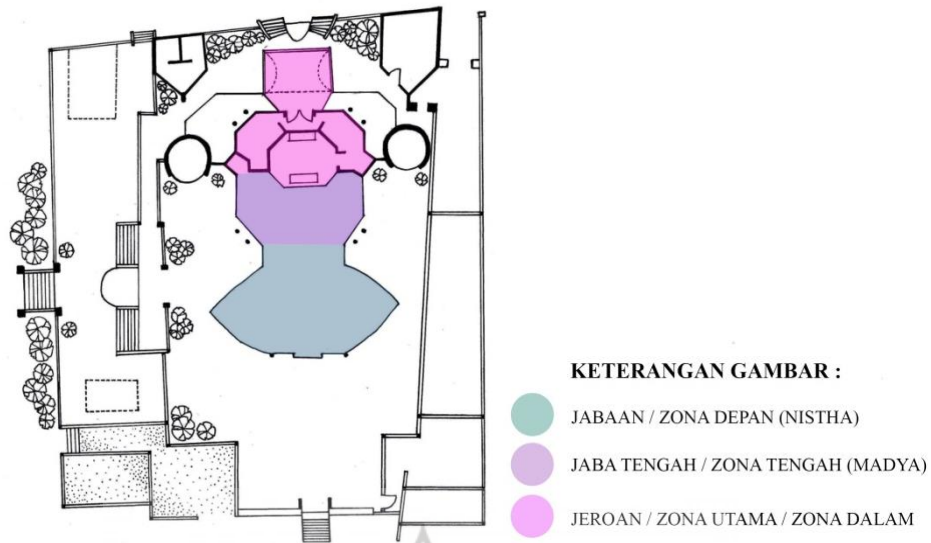 KETERANGAN GAMBAR :
JABAAN / ZONA DEPAN (NISTHA)
JABA TENGAH / ZONA TENGAH (MADYA)
JEROAN / ZONA UTAMA / ZONA DALAM